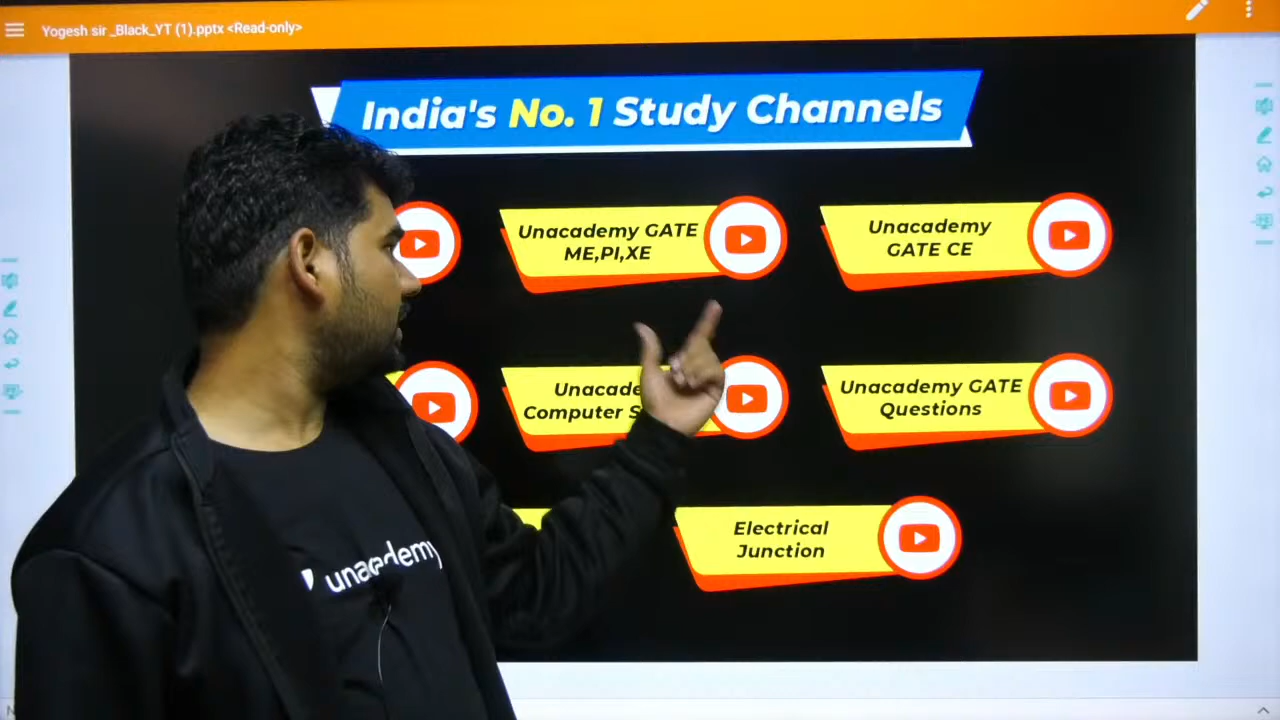 Yogesh sir _Black_YT (1).pptx <Read-only>
India's No. 1 Study Channels
Unacademy GATE
ME,PI,XE
Unacademy
GATE CE
Computer
Unacademy GATE
Questions
Electrical
Junction
unacademy